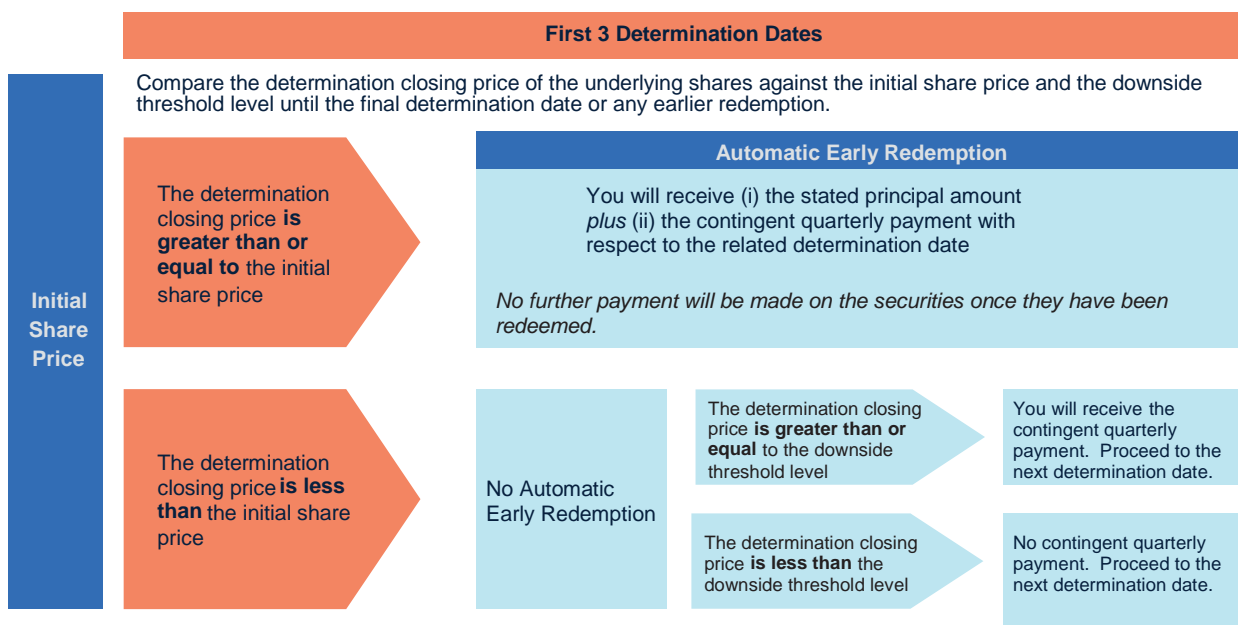 First 3 Determination Dates
Compare the determination closing price of the underlying shares against the initial share price and the downside
threshold level until the final determination date or any earlier redemption.
Initial
Share
Price
The determination
closing price is
greater than or
equal to the initial
share price
Automatic Early Redemption
You will receive (i) the stated principal amount
plus (ii) the contingent quarterly payment with
respect to the related determination date
No further payment will be made on the securities once they have been
redeemed.
The determination
closing price is less
than the initial share
price
No Automatic
Early Redemption
The determination closing
price is greater than or
equal to the downside
threshold level
You will receive the
contingent quarterly
payment. Proceed to the
next determination date.
The determination closing
price is less than the
downside threshold level
No contingent quarterly
payment. Proceed to the
next determination date.